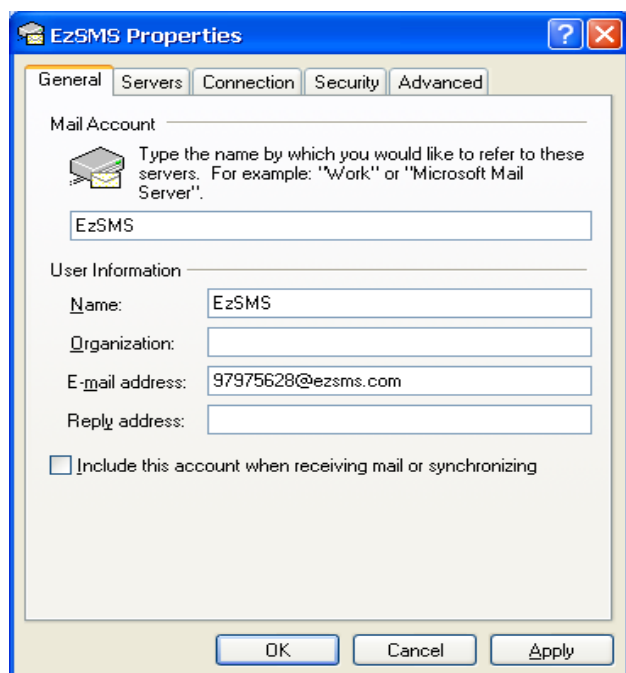 EzSMS Properties
General Servers Connection Security Advanced
Mail Account
Type the name by which you would like to refer to these
servers. For example: "Work" or "Microsoft Mail
Server".
EzSMS
User Information
Name: EzSMS
Organization:
E-mail address: 97975628@ezsms.com
Reply address:
Include this account when receiving mail or synchronizing
OK Cancel Apply